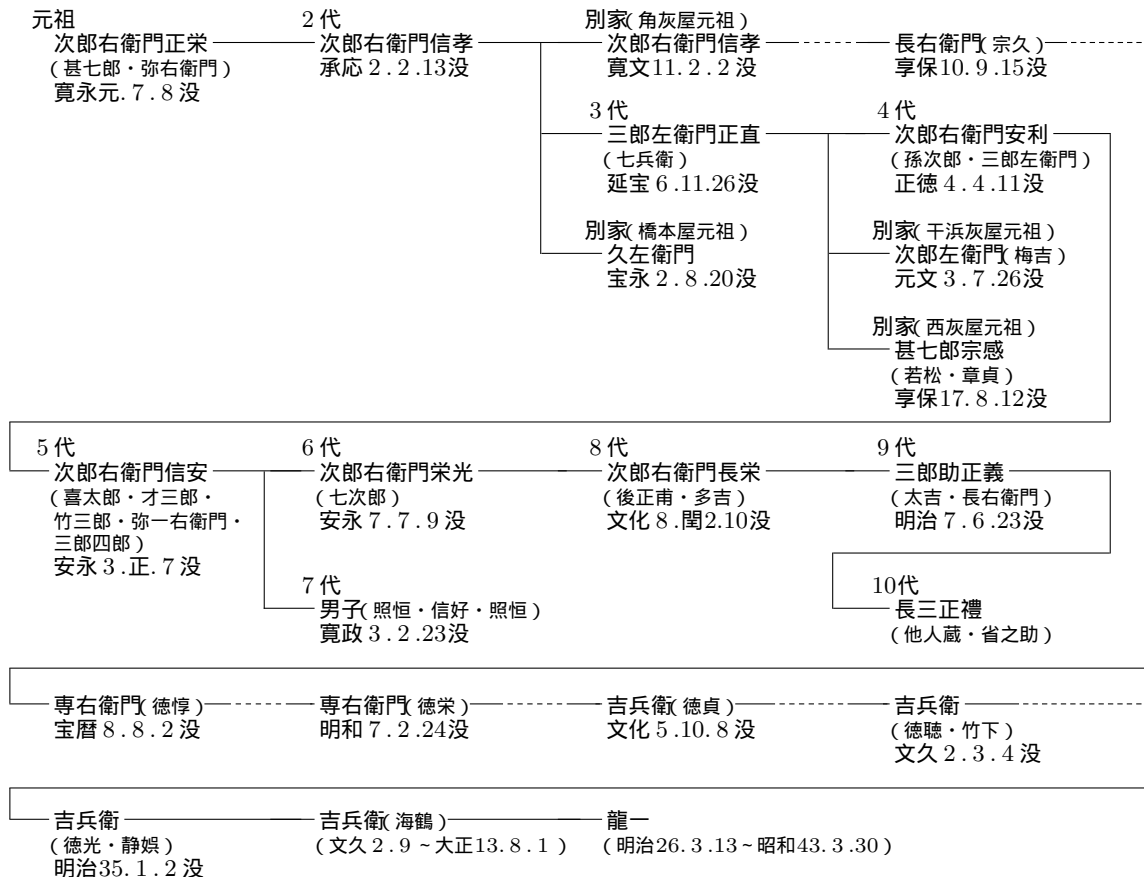 元祖
次郎右衛門正栄
（甚七郎・弥右衛門）
寛永元.7.8没
2代
次郎右衛門信孝
承応2.2.13没
別家（角灰屋元祖）
次郎右衛門信孝
寛文11.2.2没
長右衛門（宗久）
享保10.9.15没
3代
三郎左衛門正直
（七兵衛）
延宝6.11.26没
4代
次郎右衛門安利
（孫次郎・三郎左衛門）
正徳4.4.11没
別家（橋本屋元祖）
久左衛門
宝永2.8.20没
別家（干浜灰屋元祖）
次郎左衛門（梅吉）
元文3.7.26没
別家（西灰屋元祖）
甚七郎宗感
（若松・章貞）
享保17.8.12没
5代
次郎右衛門信安
（喜太郎・才三郎・
竹三郎・弥一右衛門・
三郎四郎）
安永3.正.7没
6代
次郎右衛門栄光
（七次郎）
安永7.7.9没
8代
次郎右衛門長栄
（後正甫・多吉）
文化8.閏2.10没
9代
三郎助正義
（太吉・長右衛門）
明治7.6.23没
7代
男子（照恒・信好・照恒）
寛政3.2.23没
10代
長三正禮
（他人蔵・省之助）
専右衛門（徳惇）
宝暦8.8.2没
専右衛門（徳栄）
明和7.2.24没
吉兵衛（徳貞）
文化5.10.8没
吉兵衛
（徳聴・竹下）
文久2.3.4没
吉兵衛
（徳光・静娯）
明治35.1.2没
吉兵衛（海鶴）
（文久2.9～大正13.8.1）
龍一
（明治26.3.13～昭和43.3.30）